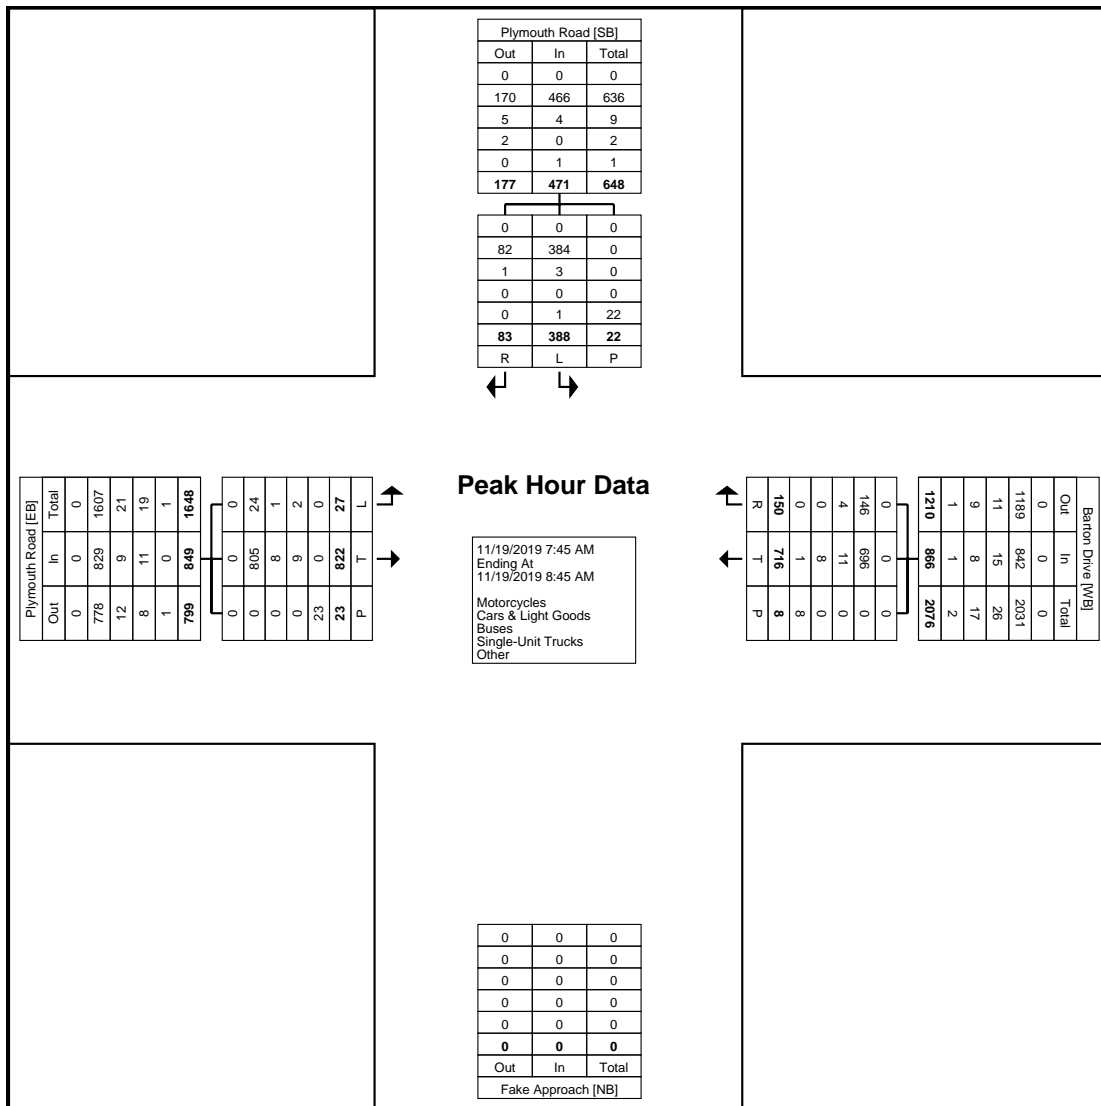 Plymouth Road [SB]
Out In Total
0 0 0
170 466 636
5 4 9
2 0 2
0 1 1
177 471 648
0 0 0
82 384 0
1 3 0
0 0 0
0 1 22
83 388 22
R L P
Plymouth Road [EB]
Total In Out
0 0 0
1607 829 778
21 9 12
19 11 8
1 0 1
1648 849 799
0 0 0
24 805 0
1 8 0
2 9 0
0 0 23
27 822 23
L T P
Peak Hour Data
11/19/2019 7:45 AM
Ending At
11/19/2019 8:45 AM
Motorcycles
Cars & Light Goods
Buses
Single-Unit Trucks
Other
Barton Drive [WB]
Out In Total
0 0 0
1189 842 2031
11 15 26
9 8 17
1 1 2
1210 866 2076
0 0 0
146 696 0
4 11 0
0 8 0
0 1 8
150 716 8
R T P
0 0 0
0 0 0
0 0 0
0 0 0
0 0 0
0 0 0
Out In Total
Fake Approach [NB]